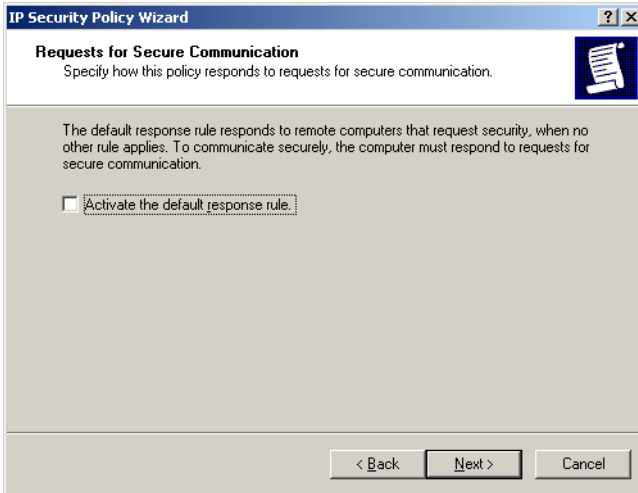 IP Security Policy Wizard
Requests for Secure Communication
Specify how this policy responds to requests for secure communication.
The default response rule responds to remote computers that request security, when no
other rule applies. To communicate securely, the computer must respond to requests for
secure communication.
Activate the default response rule.
< Back Next > Cancel